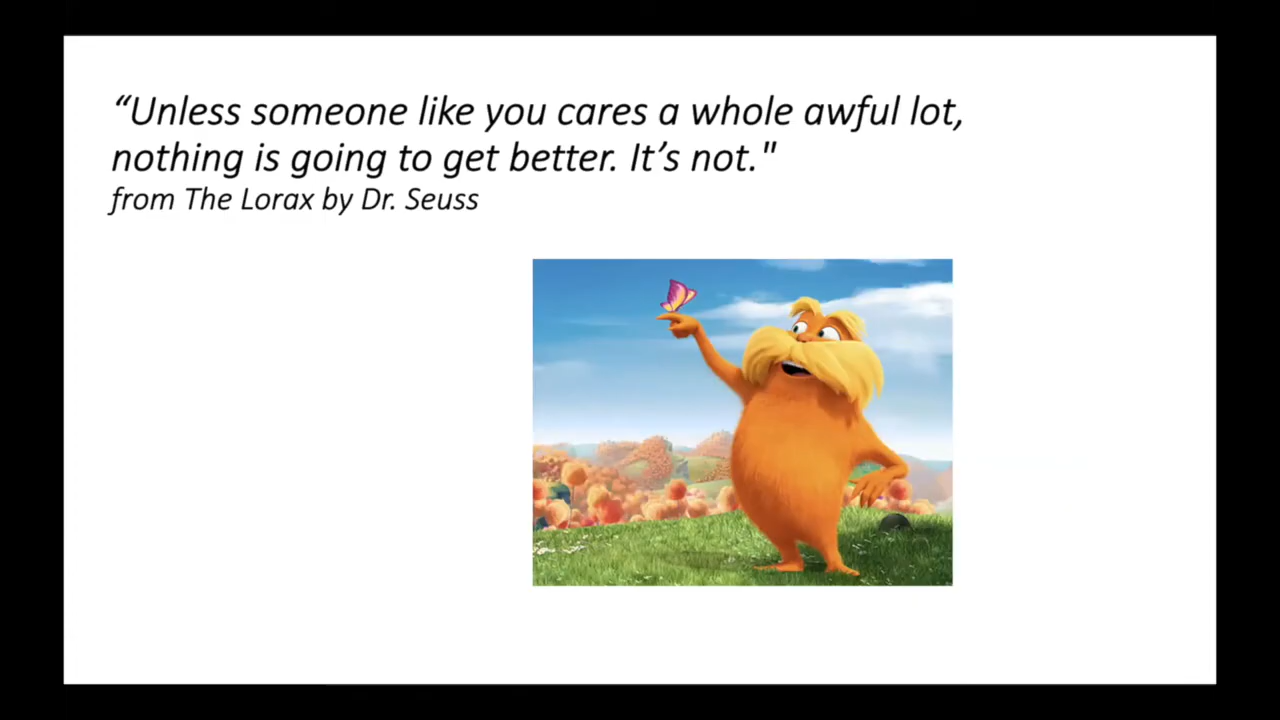 “Unless someone like you cares a whole awful lot,
nothing is going to get better. It’s not."
from The Lorax by Dr. Seuss